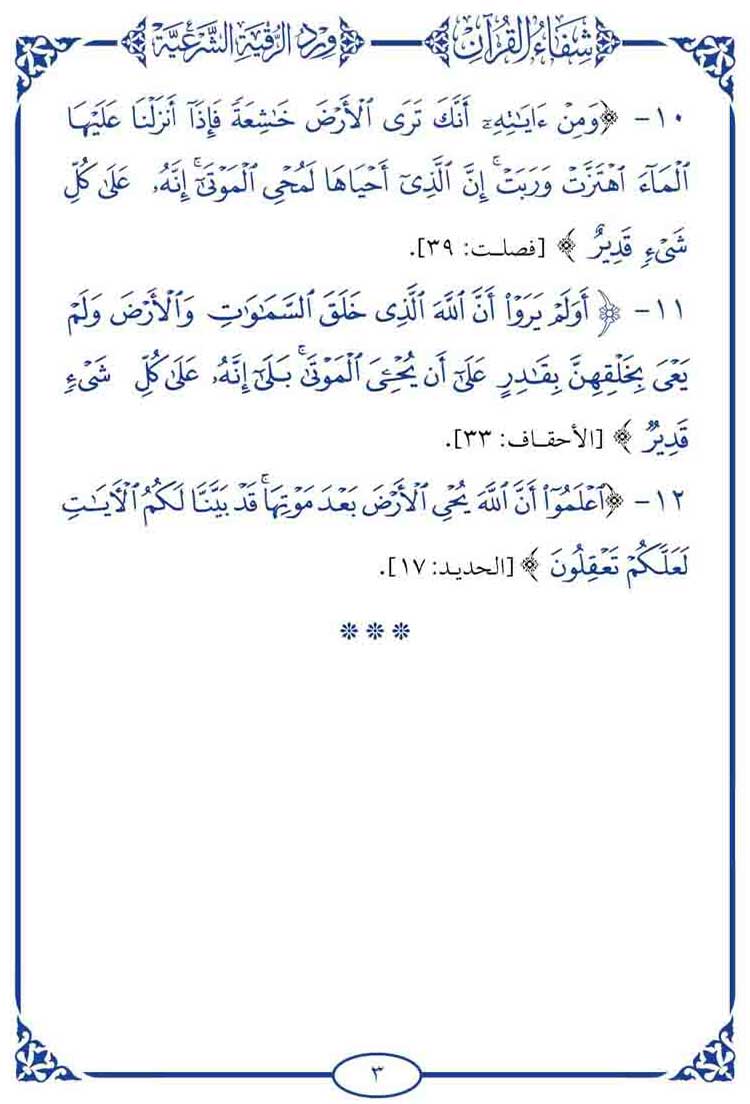 شِفَاءُ الْقُرْآنِ وِرْدُ الرُّقْيَةِ الشَّرْعِيَّةِ
١٠- ﴿وَمِنْ ءَايَٰتِهِۦٓ أَنَّكَ تَرَى ٱلْأَرْضَ خَٰشِعَةً فَإِذَآ أَنزَلْنَا عَلَيْهَا
ٱلْمَآءَ ٱهْتَزَّتْ وَرَبَتْ ۚ إِنَّ ٱلَّذِىٓ أَحْيَاهَا لَمُحْىِ ٱلْمَوْتَىٰٓ ۚ إِنَّهُۥ عَلَىٰ كُلِّ
شَىْءٍ قَدِيرٌ ﴾ [فصلت: ٣٩].
١١- ﴿ أَوَلَمْ يَرَوْا۟ أَنَّ ٱللَّهَ ٱلَّذِى خَلَقَ ٱلسَّمَٰوَٰتِ وَٱلْأَرْضَ وَلَمْ
يَعْىَ بِخَلْقِهِنَّ بِقَٰدِرٍ عَلَىٰٓ أَن يُحْـِۧىَ ٱلْمَوْتَىٰ ۚ بَلَىٰٓ إِنَّهُۥ عَلَىٰ كُلِّ شَىْءٍ
قَدِيرٌ ﴾ [الأحقاف: ٣٣].
١٢- ﴿ٱعْلَمُوٓا۟ أَنَّ ٱللَّهَ يُحْىِ ٱلْأَرْضَ بَعْدَ مَوْتِهَا ۚ قَدْ بَيَّنَّا لَكُمُ ٱلْءَايَٰتِ
لَعَلَّكُمْ تَعْقِلُونَ ﴾ [الحديد: ١٧].
٣